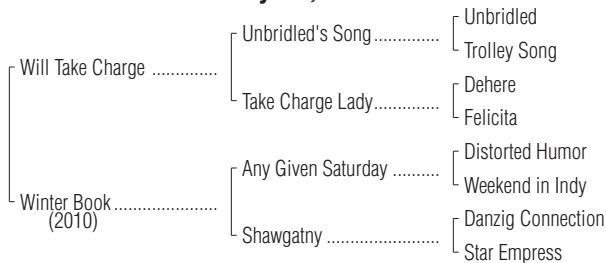 Unbridled
Unbridled's Song..............
Trolley Song
Will Take Charge ..............
Dehere
Take Charge Lady..............
Felicita
Distorted Humor
Any Given Saturday ..........
Weekend in Indy
Winter Book......................
(2010)
Danzig Connection
Shawgatny ........................
Star Empress